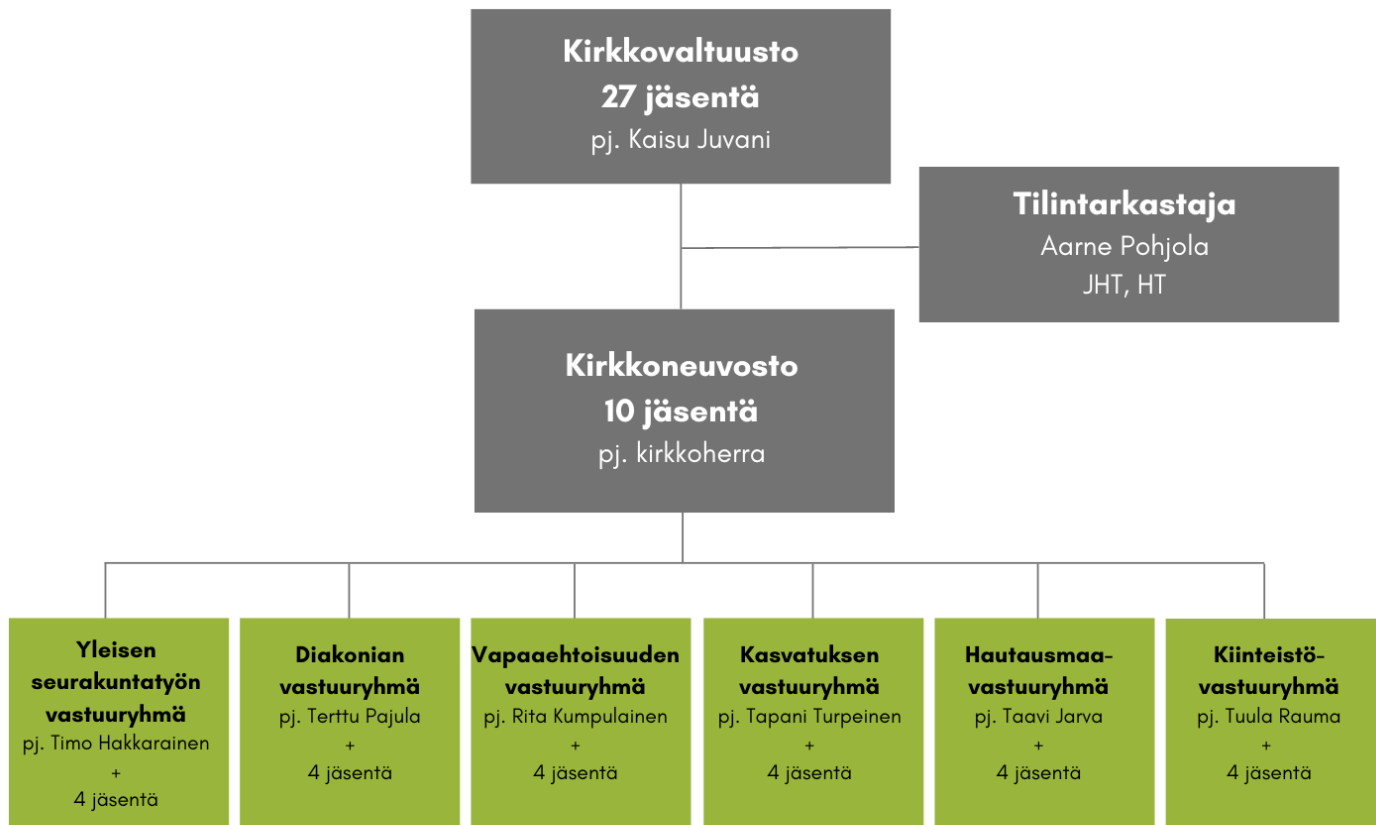 Kirkkovaltuusto
27 jäsentä
pj. Kaisu Juvani
Tilintarkastaja
Aarne Pohjola
JHT, HT
Kirkkoneuvosto
10 jäsentä
pj. kirkkoherra
Yleisen
seurakuntatyön
vastuuryhmä
pj. Timo Hakkarainen
+
4 jäsentä
Diakonian
vastuuryhmä
pj. Terttu Pajula
+
4 jäsentä
Vapaaehtoisuuden
vastuuryhmä
pj. Rita Kumpulainen
+
4 jäsentä
Kasvatuksen
vastuuryhmä
pj. Tapani Turpeinen
+
4 jäsentä
Hautausmaa-
vastuuryhmä
pj. Taavi Jarva
+
4 jäsentä
Kiinteistö-
vastuuryhmä
pj. Tuula Rauma
+
4 jäsentä